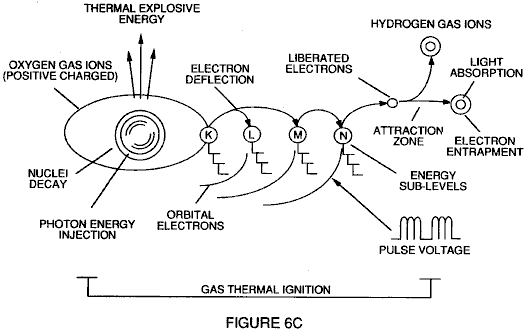 THERMAL EXPLOSIVE
ENERGY
HYDROGEN GAS IONS
OXYGEN GAS IONS
(POSITIVE CHARGED)
ELECTRON
DEFLECTION
LIBERATED
ELECTRONS
LIGHT
ABSORPTION
K
L
M
N
ATTRACTION
ZONE
ELECTRON
ENTRAPMENT
NUCLEI
DECAY
ENERGY
SUB-LEVELS
PHOTON ENERGY
INJECTION
ORBITAL
ELECTRONS
PULSE VOLTAGE
GAS THERMAL IGNITION
FIGURE 6C